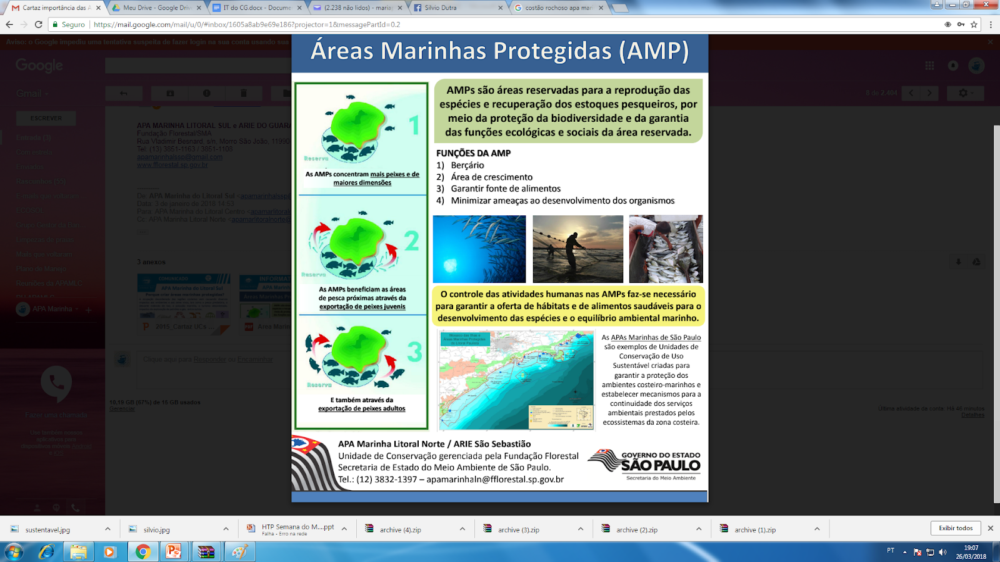 Cartaz importância das A
Meu Drive - Google Drive
IT do CG.docx - Documen
(2.238 não lidos) - maria
Silvio Dutra
costão rochoso apa mari
Seguro
https://mail.google.com/mail/u/0/#inbox/1605a8ab9e69e186?projector=1&messagePartId=0.2
Aviso: o Google impediu uma tentativa suspeita de fazer login na sua conta usando sua
Google
Gmail
8 de 2.404
ESCREVER
Entrada (3)
Com estrela
Enviados
Rascunhos (55)
E-mails que voltaram
ECOSOL
Limpezas de praias
Plano de Manejo
Reuniões da APAMLC
APA Marinha
APA MARINHA LITORAL SUL e ARIE DO GUARÁ
Fundação Florestal/SMA
Rua Vladimir Besnard, s/n, Morro São João, 11990
Tel: (13) 3851-1163 / 3851-1108
apamarinhalssp@gmail.com
www.fflorestal.sp.gov.br
De: APA Marinha do Litoral Sul <apamarinhalssp@
Data: 3 de janeiro de 2018 14:53
Para: APA Marinha do Litoral Centro <apamarlitoral
Cc: APA Marinha Litoral Norte <apamarlitoralnorte@
3 anexos
COMUNICADO
APA Marinha do Litoral Sul
INFORMAT
APA Marin
Áreas Marinhas Pro
2015_Cartaz UCs ...
Área Marin
Clique aqui para Responder ou Encaminhar
10,19 GB (67%) de 15 GB usados
Gerenciar
Última atividade da conta: Há 46 minutos
Detalhes
Fazer uma chamada
Use também nossos
aplicativos para
dispositivos móveis Android
e iOS
Áreas Marinhas Protegidas (AMP)
1
Reserva
As AMPs concentram mais peixes e de
maiores dimensões
2
Reserva
As AMPs beneficiam as áreas
de pesca próximas através da
exportação de peixes juvenis
3
Reserva
E também através da
exportação de peixes adultos
AMPs são áreas reservadas para a reprodução das
espécies e recuperação dos estoques pesqueiros, por
meio da proteção da biodiversidade e da garantia
das funções ecológicas e sociais da área reservada.
FUNÇÕES DA AMP
1) Berçário
2) Área de crescimento
3) Garantir fonte de alimentos
4) Minimizar ameaças ao desenvolvimento dos organismos
O controle das atividades humanas nas AMPs faz-se necessário
para garantir a oferta de hábitats e de alimentos saudáveis para o
desenvolvimento das espécies e o equilíbrio ambiental marinho.
Mosaico das Ilhas e
Áreas Marinhas Protegidas
do Litoral Paulista
As APAs Marinhas de São Paulo
são exemplos de Unidades de
Conservação de Uso
Sustentável criadas para
garantir a proteção dos
ambientes costeiro-marinhos e
estabelecer mecanismos para a
continuidade dos serviços
ambientais prestados pelos
ecossistemas da zona costeira.
APA Marinha Litoral Norte / ARIE São Sebastião
Unidade de Conservação gerenciada pela Fundação Florestal
Secretaria de Estado do Meio Ambiente de São Paulo.
Tel.: (12) 3832-1397 – apamarinhaln@fflorestal.sp.gov.br
GOVERNO DO ESTADO
SÃO PAULO
Secretaria do Meio Ambiente
sustentavel.jpg
silvio.jpg
HTP Semana do M....ppt
Falha - Erro na rede
archive (4).zip
archive (3).zip
archive (2).zip
archive (1).zip
Exibir todos
PT
19:07
26/03/2018